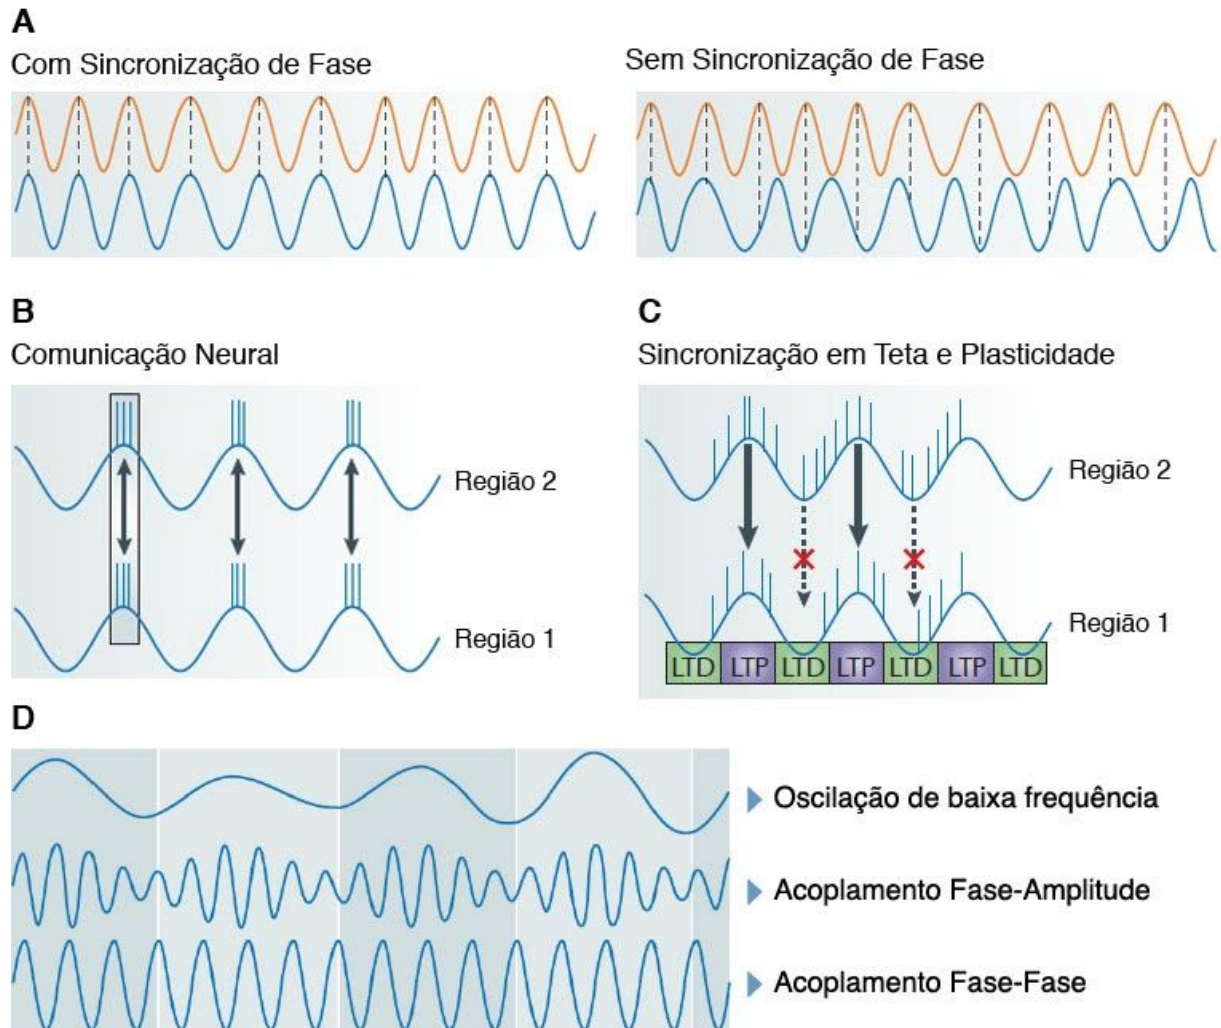 A
Com Sincronização de Fase
Sem Sincronização de Fase
B
Comunicação Neural
Região 2
Região 1
C
Sincronização em Teta e Plasticidade
Região 2
Região 1
LTD LTP LTD LTP LTD LTP LTD
D
Oscilação de baixa frequência
Acoplamento Fase-Amplitude
Acoplamento Fase-Fase